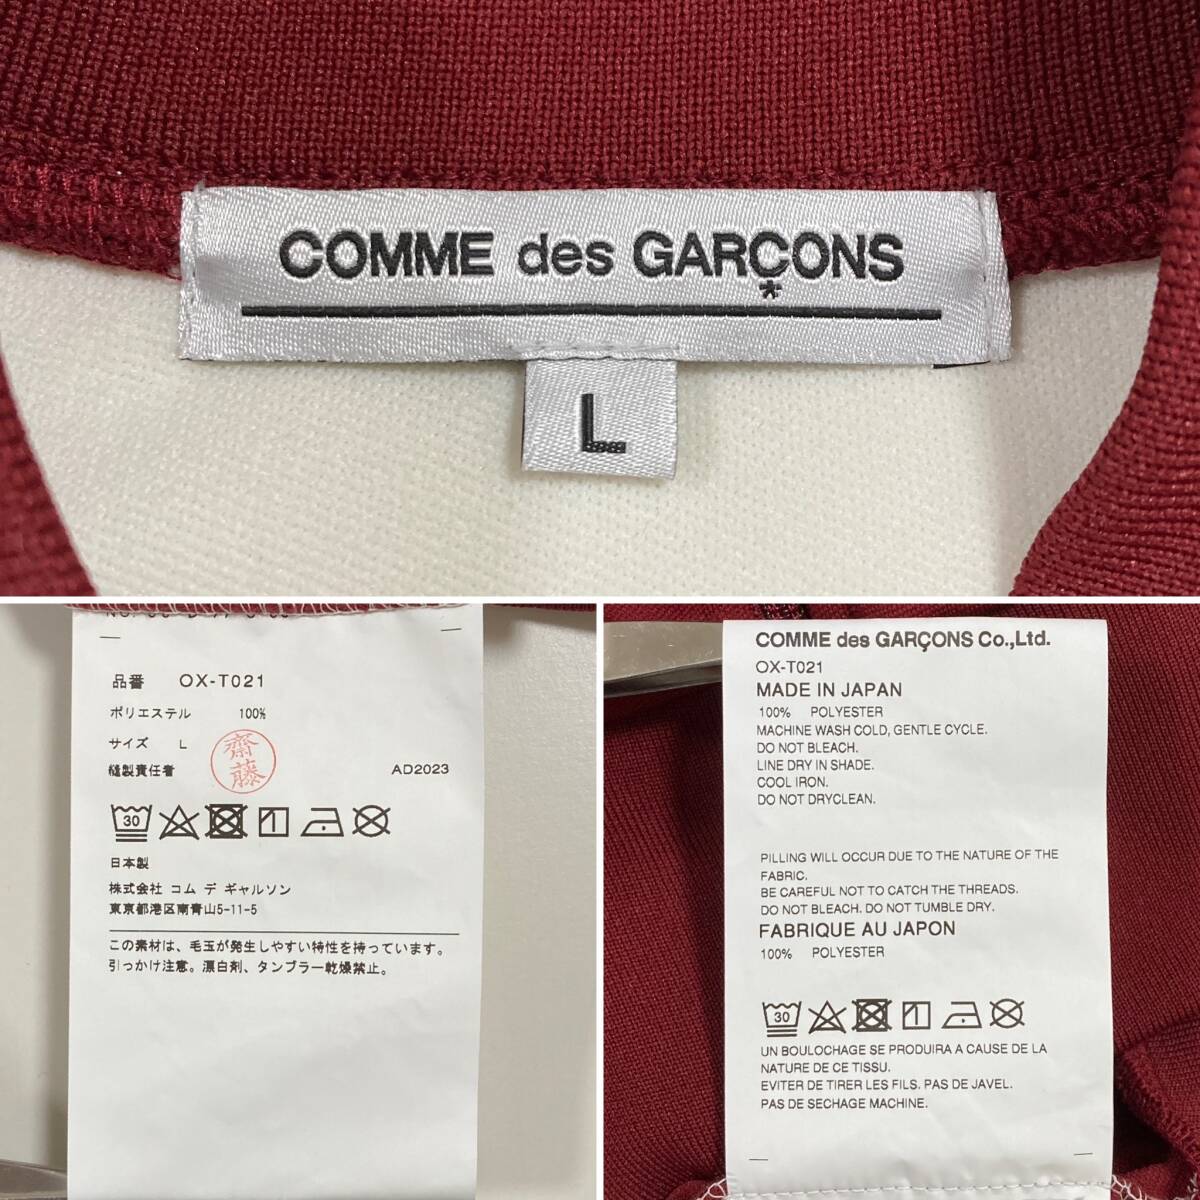 COMME des GARÇONS
*
L
品番 OX-T021
ポリエステル 100%
サイズ L
齋藤
縫製責任者 AD2023
30
日本製
株式会社 コム デ ギャルソン
東京都港区南青山5-11-5
この素材は、毛玉が発生しやすい特性を持っています。
引っかけ注意。漂白剤、タンブラー乾燥禁止。
COMME des GARÇONS Co.,Ltd.
OX-T021
MADE IN JAPAN
100% POLYESTER
MACHINE WASH COLD, GENTLE CYCLE.
DO NOT BLEACH.
LINE DRY IN SHADE.
COOL IRON.
DO NOT DRYCLEAN.
PILLING WILL OCCUR DUE TO THE NATURE OF THE
FABRIC.
BE CAREFUL NOT TO CATCH THE THREADS.
DO NOT BLEACH. DO NOT TUMBLE DRY.
FABRIQUE AU JAPON
100% POLYESTER
30
UN BOULOCHAGE SE PRODUIRA A CAUSE DE LA
NATURE DE CE TISSU.
EVITER DE TIRER LES FILS. PAS DE JAVEL.
PAS DE SECHAGE MACHINE.